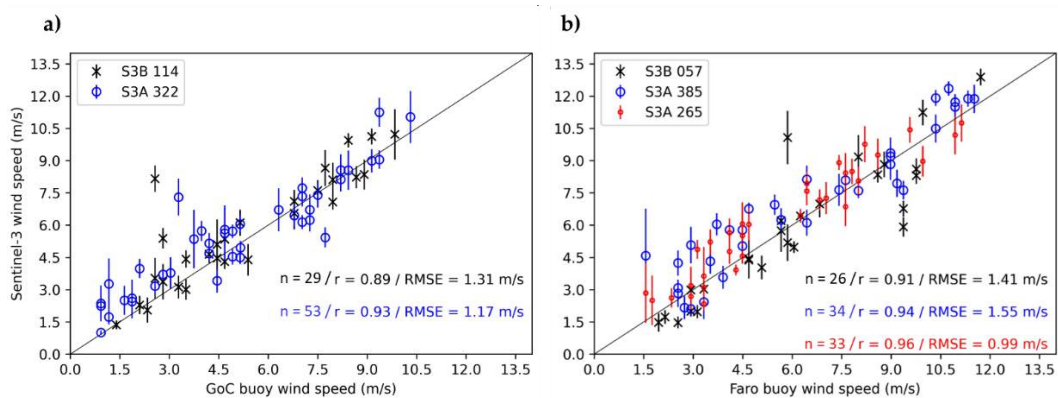 a)
b)
13.5
12.0
10.5
9.0
7.5
6.0
4.5
3.0
1.5
0.0
Sentinel-3 wind speed (m/s)
S3B 114
S3A 322
n = 29 / r = 0.89 / RMSE = 1.31 m/s
n = 53 / r = 0.93 / RMSE = 1.17 m/s
0.0 1.5 3.0 4.5 6.0 7.5 9.0 10.5 12.0 13.5
GoC buoy wind speed (m/s)
13.5
12.0
10.5
9.0
7.5
6.0
4.5
3.0
1.5
0.0
S3B 057
S3A 385
S3A 265
n = 26 / r = 0.91 / RMSE = 1.41 m/s
n = 34 / r = 0.94 / RMSE = 1.55 m/s
n = 33 / r = 0.96 / RMSE = 0.99 m/s
0.0 1.5 3.0 4.5 6.0 7.5 9.0 10.5 12.0 13.5
Faro buoy wind speed (m/s)